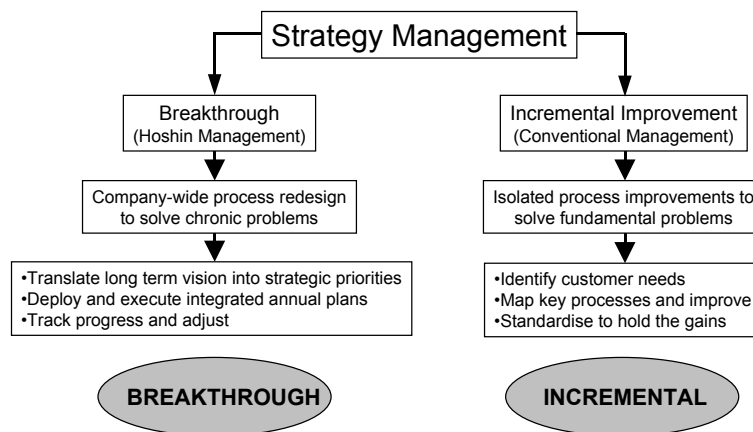 Strategy Management
Breakthrough
(Hoshin Management)
Company-wide process redesign
to solve chronic problems
•Translate long term vision into strategic priorities
•Deploy and execute integrated annual plans
•Track progress and adjust
BREAKTHROUGH
Incremental Improvement
(Conventional Management)
Isolated process improvements to
solve fundamental problems
•Identify customer needs
•Map key processes and improve
•Standardise to hold the gains
INCREMENTAL